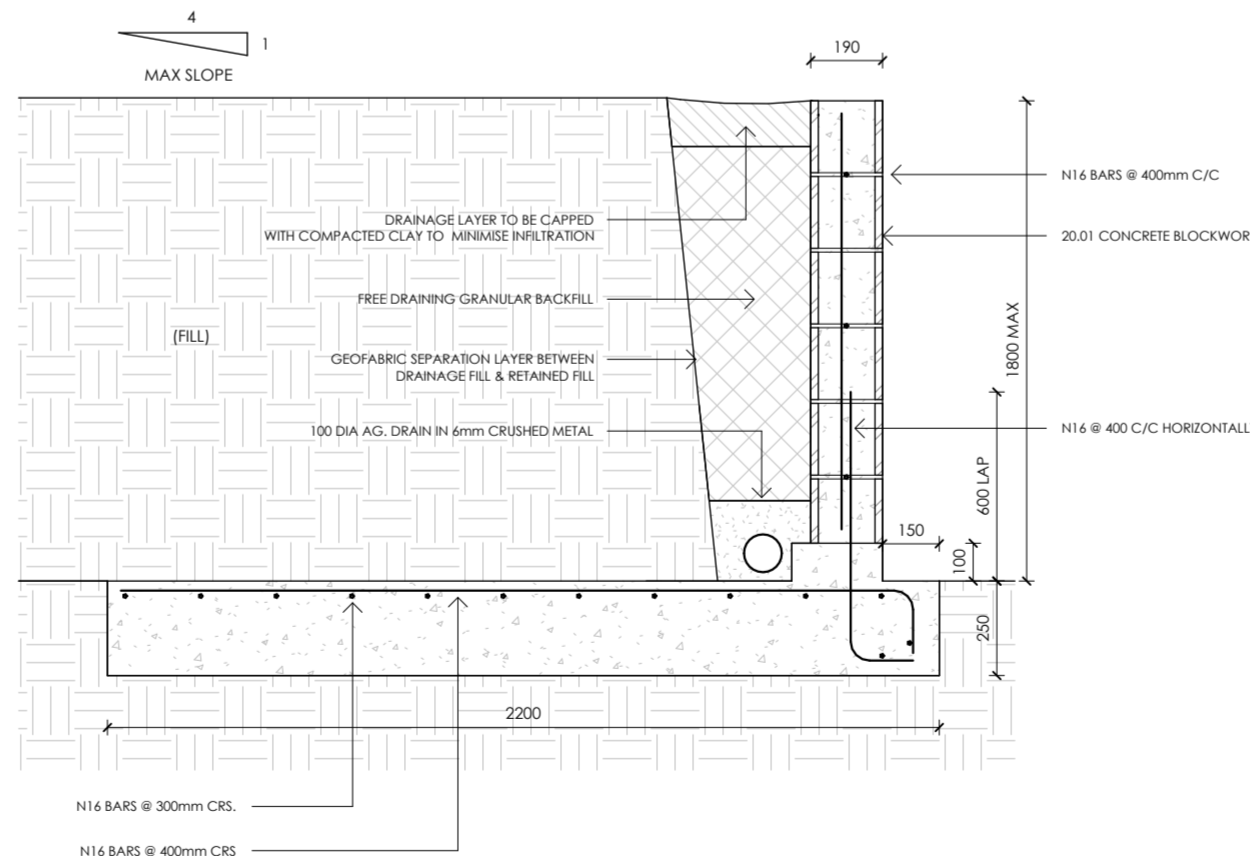 4
1
MAX SLOPE
190
N16 BARS @ 400mm C/C
DRAINAGE LAYER TO BE CAPPED
WITH COMPACTED CLAY TO MINIMISE INFILTRATION
20.01 CONCRETE BLOCKWOR
FREE DRAINING GRANULAR BACKFILL
(FILL)
1800 MAX
GEOFABRIC SEPARATION LAYER BETWEEN
DRAINAGE FILL & RETAINED FILL
100 DIA AG. DRAIN IN 6mm CRUSHED METAL
N16 @ 400 C/C HORIZONTALL
600 LAP
150
100
250
2200
N16 BARS @ 300mm CRS.
N16 BARS @ 400mm CRS